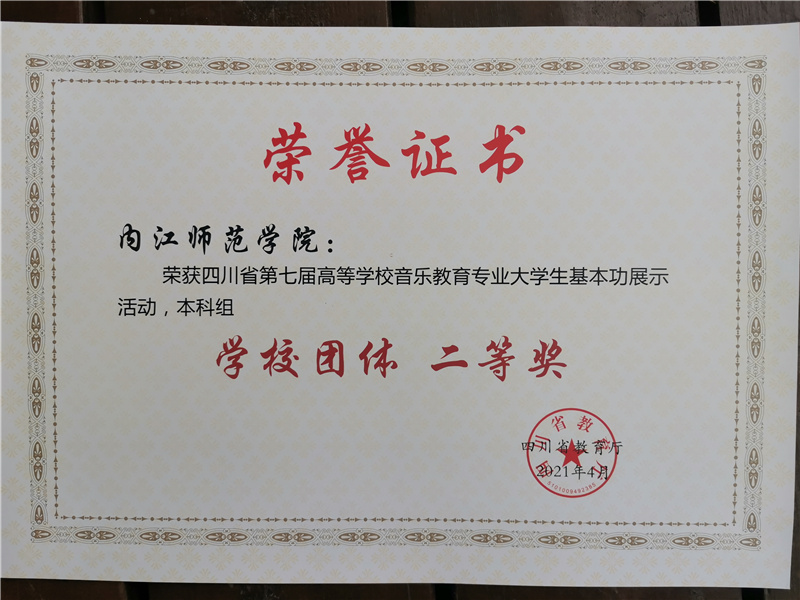 荣誉证书
内江师范学院：
荣获四川省第七届高等学校音乐教育专业大学生基本功展示
活动，本科组
学校团体 二等奖
四川省教育厅
2021年4月